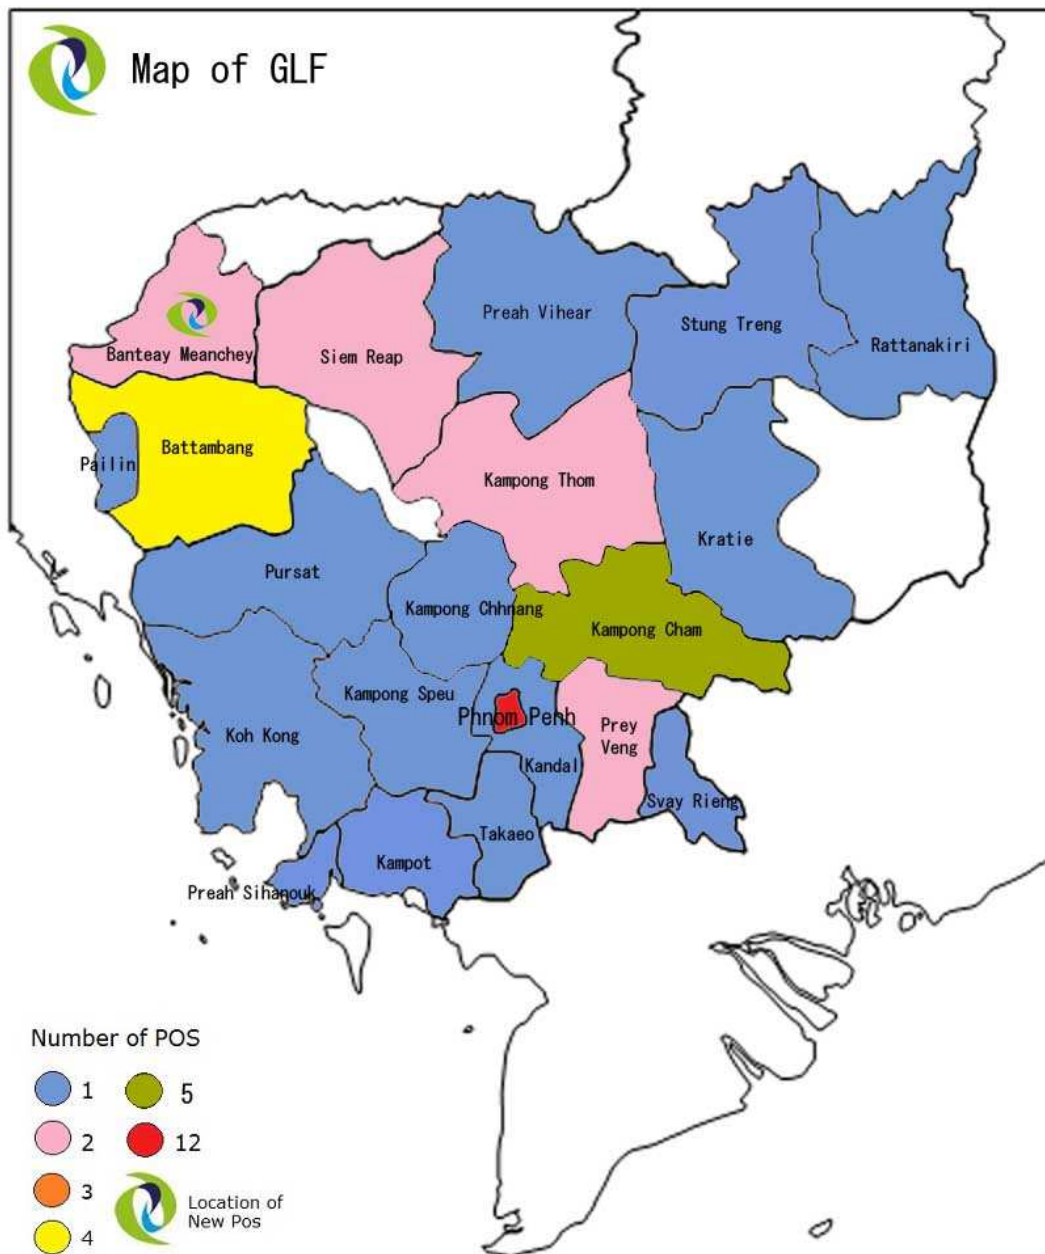 Map of GLF
Preah Vihear
Stung Treng
Rattanakiri
Banteay Meanchey
Siem Reap
Battambang
Pailin
Kampong Thom
Kratie
Pursat
Kampong Chhnang
Kampong Cham
Kampong Speu
Phnom Penh
Koh Kong
Prey
Veng
Kandal
Svay Rieng
Takaeo
Kampot
Preah Sihanouk
Number of POS
1
5
2
12
3
4
Location of
New Pos